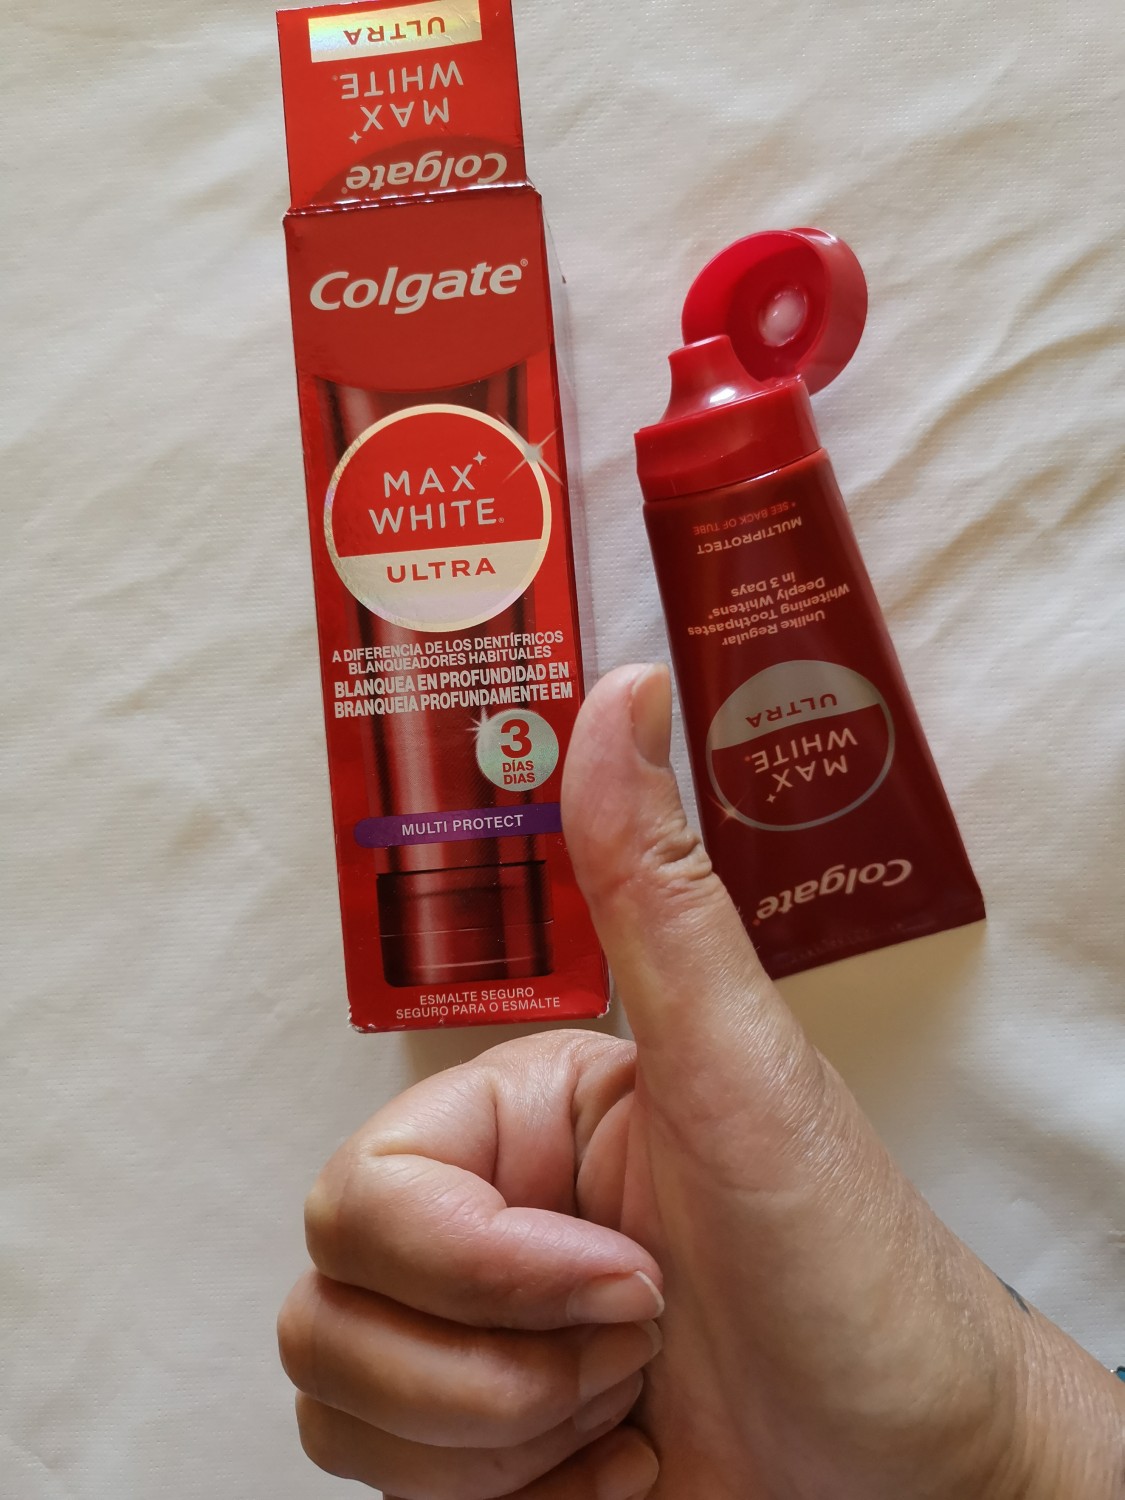 ULTRA
MAX
WHITE
Colgate
Colgate®
MAX
WHITE®
ULTRA
A DIFERENCIA DE LOS DENTÍFRICOS
BLANQUEADORES HABITUALES
BLANQUEA EN PROFUNDIDAD EN
BRANQUEIA PROFUNDAMENTE EM
3
DÍAS
DIAS
MULTI PROTECT
ESMALTE SEGURO
SEGURO PARA O ESMALTE
Colgate®
MAX
WHITE®
ULTRA
Unlike Regular
Whitening Toothpastes
Deeply Whitens*
in 3 Days
MULTIPROTECT
* SEE BACK OF TUBE